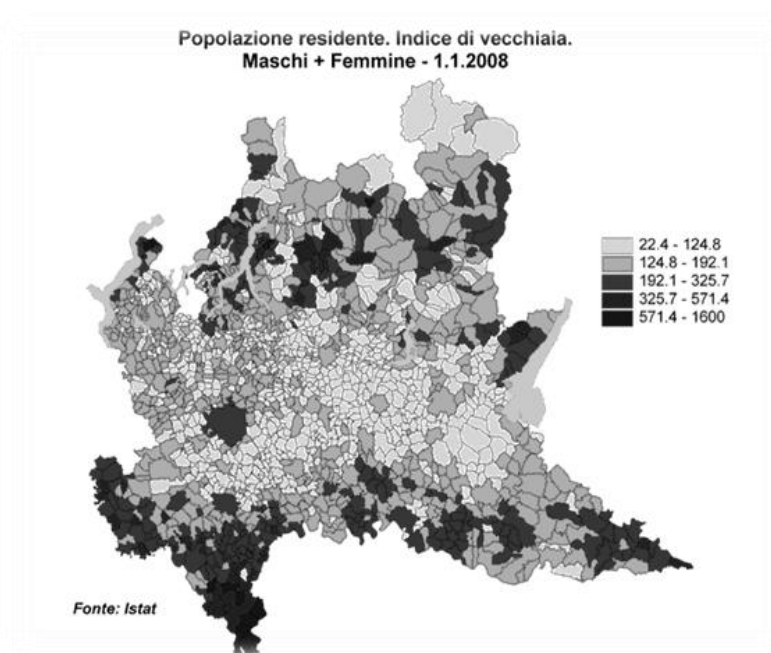 Popolazione residente. Indice di vecchiaia.
Maschi + Femmine - 1.1.2008
22.4 - 124.8
124.8 - 192.1
192.1 - 325.7
325.7 - 571.4
571.4 - 1600
Fonte: Istat